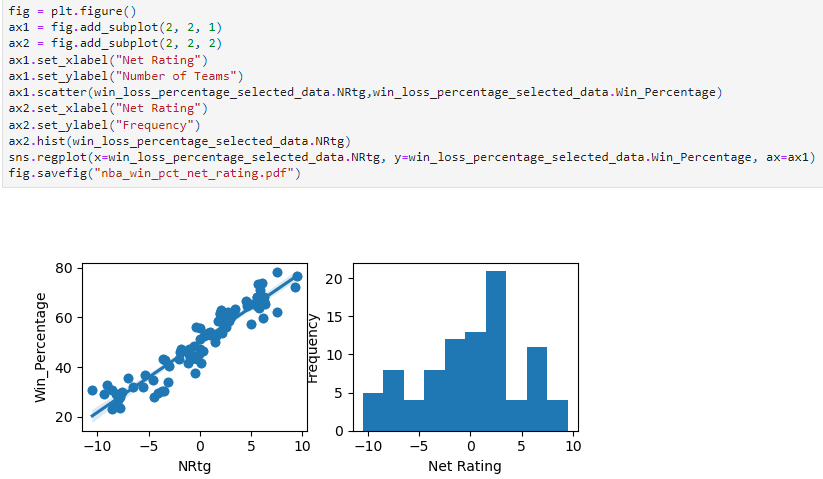 fig = plt.figure()
ax1 = fig.add_subplot(2, 2, 1)
ax2 = fig.add_subplot(2, 2, 2)
ax1.set_xlabel("Net Rating")
ax1.set_ylabel("Number of Teams")
ax1.scatter(win_loss_percentage_selected_data.NRtg,win_loss_percentage_selected_data.Win_Percentage)
ax2.set_xlabel("Net Rating")
ax2.set_ylabel("Frequency")
ax2.hist(win_loss_percentage_selected_data.NRtg)
sns.regplot(x=win_loss_percentage_selected_data.NRtg, y=win_loss_percentage_selected_data.Win_Percentage, ax=ax1)
fig.savefig("nba_win_pct_net_rating.pdf")
Win_Percentage
80
60
40
20
−10 −5 0 5 10
NRtg
Frequency
20
15
10
5
0
−10 −5 0 5 10
Net Rating